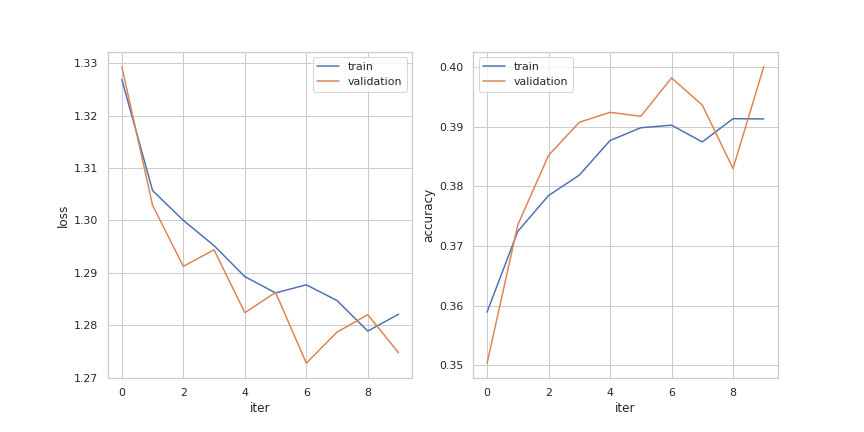 1.33
1.32
1.31
1.30
1.29
1.28
1.27
loss
0
2
4
6
8
iter
train
validation
0.40
0.39
0.38
0.37
0.36
0.35
accuracy
0
2
4
6
8
iter
train
validation